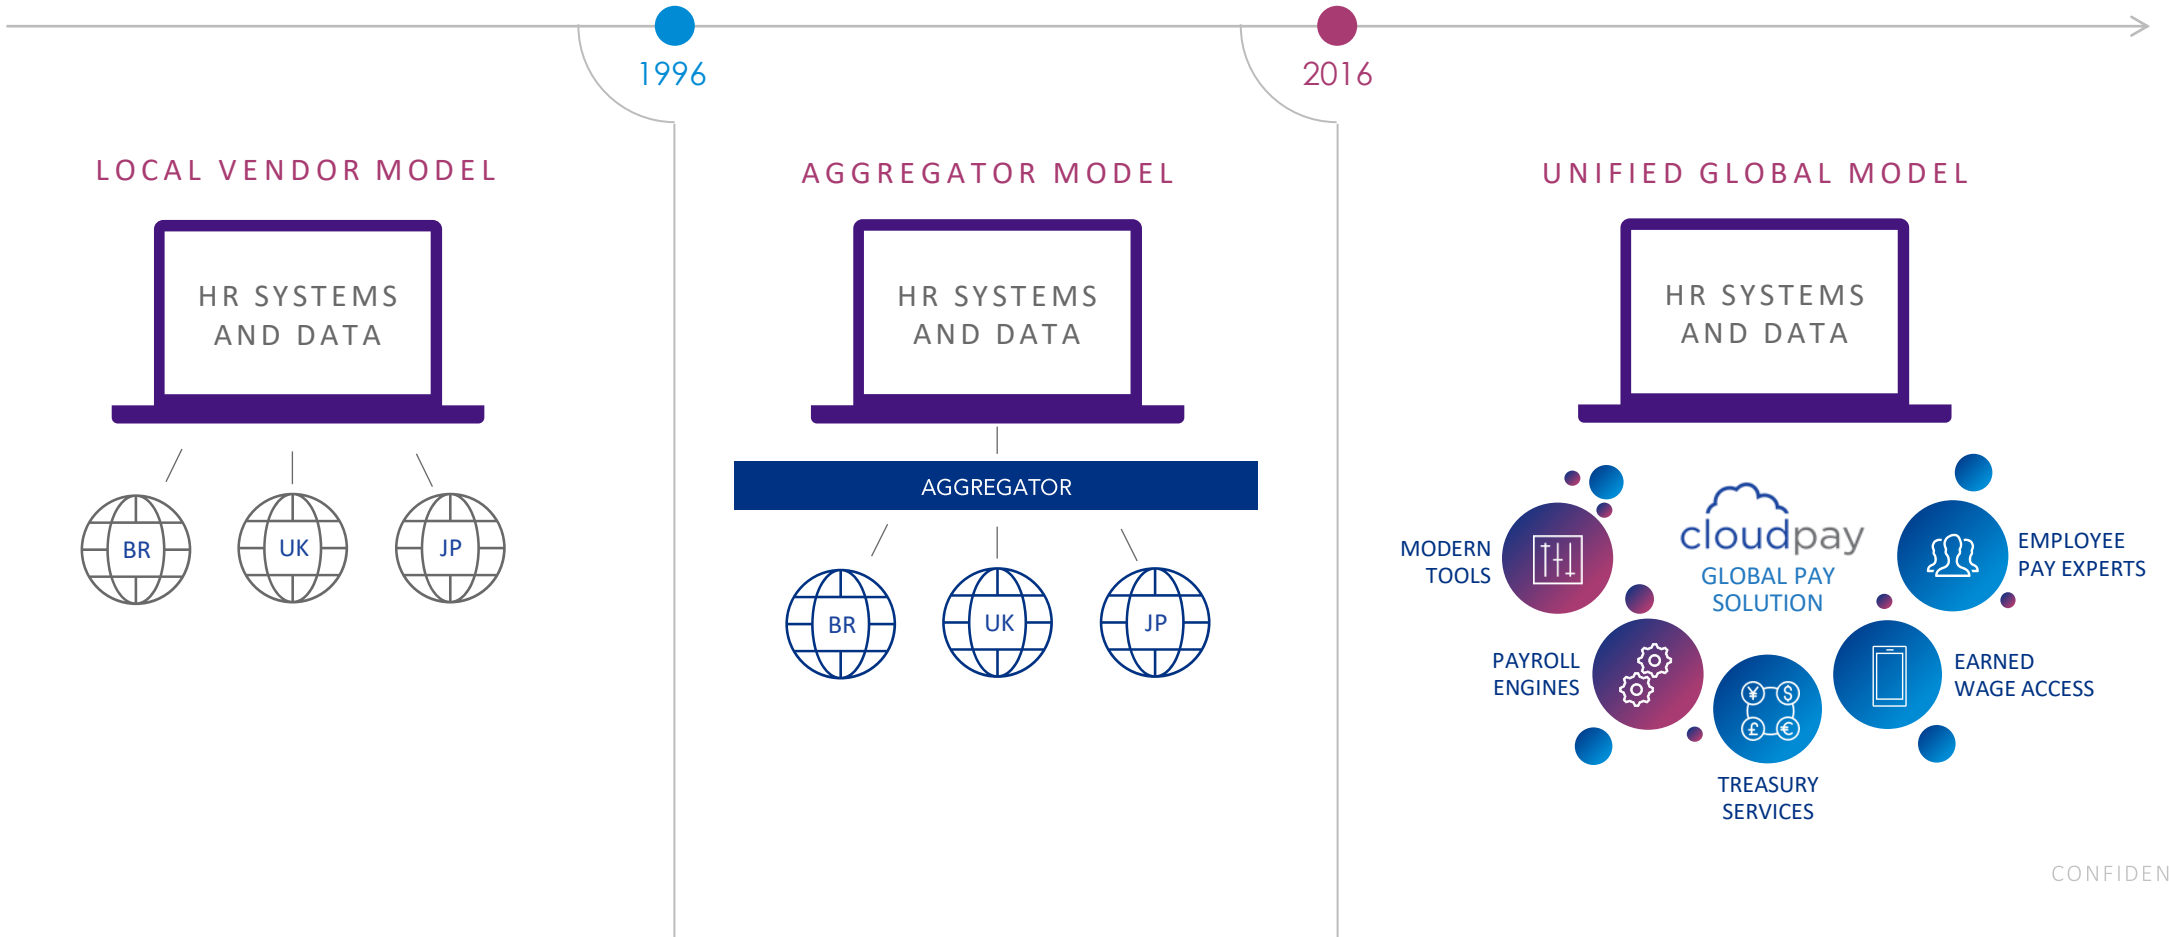 1996
2016
LOCAL VENDOR MODEL
HR SYSTEMS
AND DATA
BR
UK
JP
AGGREGATOR MODEL
HR SYSTEMS
AND DATA
AGGREGATOR
BR
UK
JP
UNIFIED GLOBAL MODEL
HR SYSTEMS
AND DATA
cloudpay
GLOBAL PAY
SOLUTION
MODERN
TOOLS
PAYROLL
ENGINES
¥ $
£ €
TREASURY
SERVICES
EARNED
WAGE ACCESS
EMPLOYEE
PAY EXPERTS
CONFIDEN